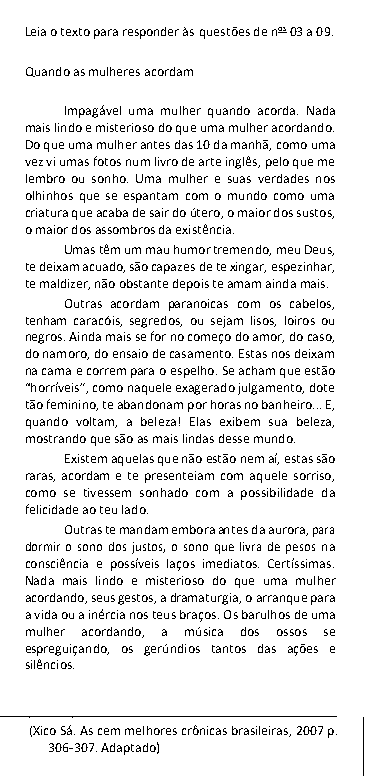 Leia o texto para responder às questões de nºs 03 a 09.
Quando as mulheres acordam
Impagável uma mulher quando acorda. Nada
mais lindo e misterioso do que uma mulher acordando.
Do que uma mulher antes das 10 da manhã, como uma
vez vi umas fotos num livro de arte inglês, pelo que me
lembro ou sonho. Uma mulher e suas verdades nos
olhinhos que se espantam com o mundo como uma
criatura que acaba de sair do útero, o maior dos sustos,
o maior dos assombros da existência.
Umas têm um mau humor tremendo, meu Deus,
te deixam acuado, são capazes de te xingar, espezinhar,
te maldizer, não obstante depois te amam ainda mais.
Outras acordam paranoicas com os cabelos,
tenham caracóis, segredos, ou sejam lisos, loiros ou
negros. Ainda mais se for no começo do amor, do caso,
do namoro, do ensaio de casamento. Estas nos deixam
na cama e correm para o espelho. Se acham que estão
“horríveis”, como naquele exagerado julgamento, dote
tão feminino, te abandonam por horas no banheiro... E,
quando voltam, a beleza! Elas exibem sua beleza,
mostrando que são as mais lindas desse mundo.
Existem aquelas que não estão nem aí, estas são
raras, acordam e te presenteiam com aquele sorriso,
como se tivessem sonhado com a possibilidade da
felicidade ao teu lado.
Outras te mandam embora antes da aurora, para
dormir o sono dos justos, o sono que livra de pesos na
consciência e possíveis laços imediatos. Certíssimas.
Nada mais lindo e misterioso do que uma mulher
acordando, seus gestos, a dramaturgia, o arranque para
a vida ou a inércia nos teus braços. Os barulhos de uma
mulher acordando, a música dos ossos se
espreguiçando, os gerúndios tantos das ações e
silêncios.
(Xico Sá. As cem melhores crônicas brasileiras, 2007 p.
306-307. Adaptado)